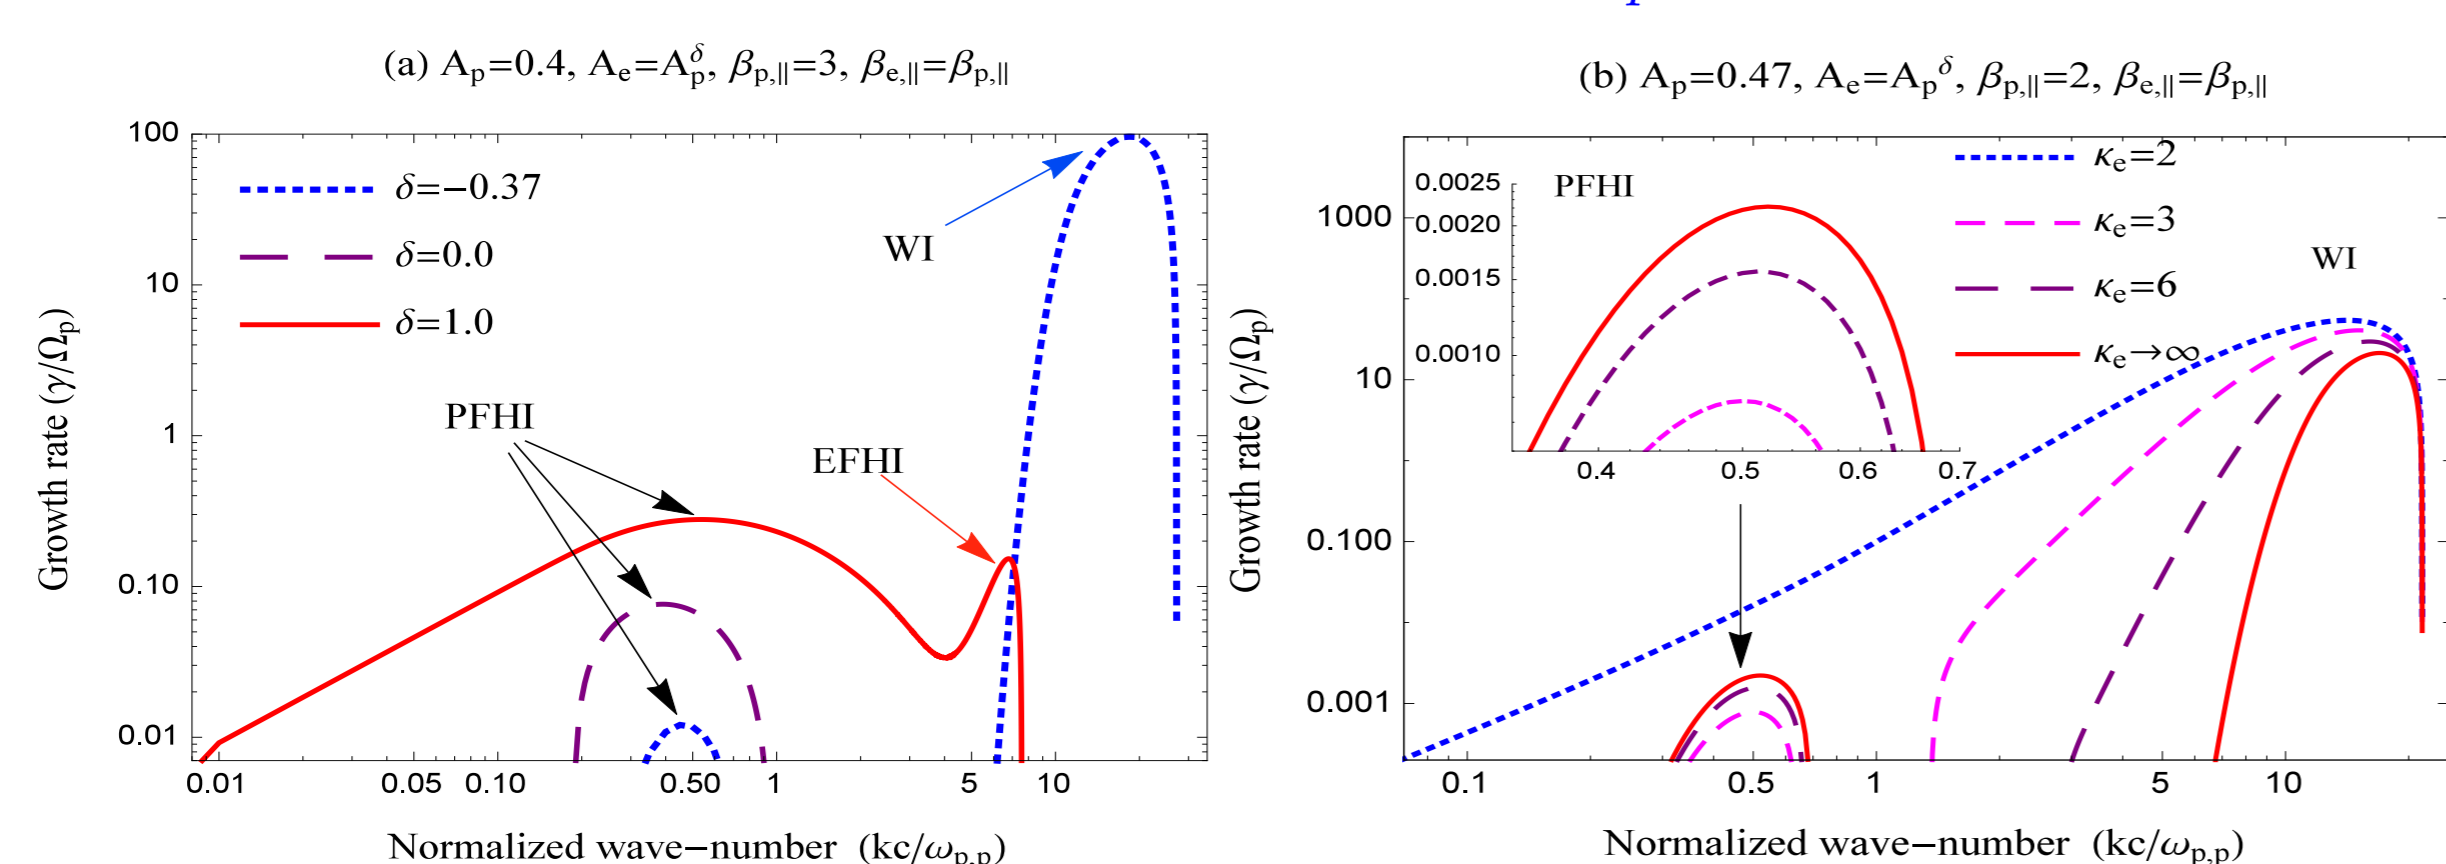 p
(a) Aₚ=0.4, Aₑ=Aₚ^δ, βₚ,∥=3, βₑ,∥=βₚ,∥
100
10
1
0.10
0.01
Growth rate (γ/Ωₚ)
δ=−0.37
δ=0.0
δ=1.0
WI
PFHI
EFHI
0.01 0.05 0.10 0.50 1 5 10
Normalized wave−number (kc/ωₚ,ₚ)
(b) Aₚ=0.47, Aₑ=Aₚ^δ, βₚ,∥=2, βₑ,∥=βₚ,∥
1000
10
0.100
0.001
Growth rate (γ/Ωₚ)
0.0025
0.0020
0.0015
0.0010
PFHI
0.4 0.5 0.6 0.7
κₑ=2
κₑ=3
κₑ=6
κₑ→∞
WI
0.1 0.5 1 5 10
Normalized wave−number (kc/ωₚ,ₚ)